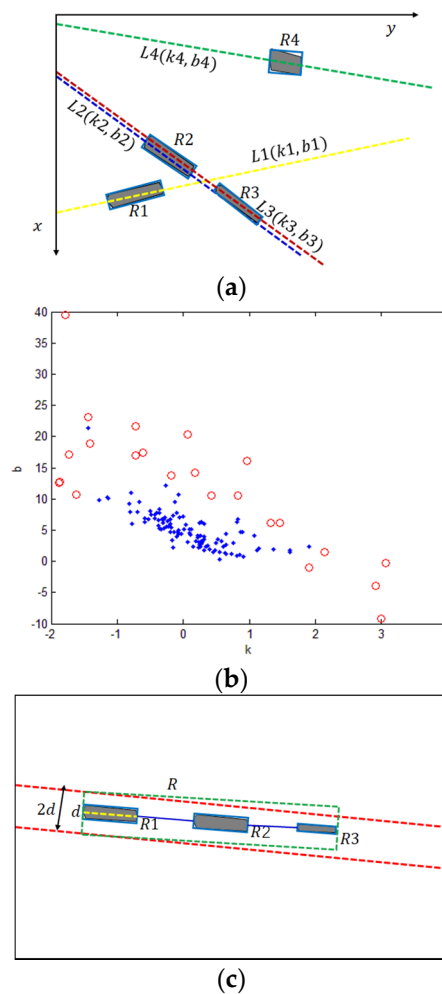 y
R4
L4(k4, b4)
L2(k2, b2)
R2
L1(k1, b1)
R1
R3
L3(k3, b3)
x
(a)
40
35
30
25
20
15
10
5
0
-5
-10
b
-2
-1
0
1
2
3
k
(b)
R
2d
d
R1
R2
R3
(c)